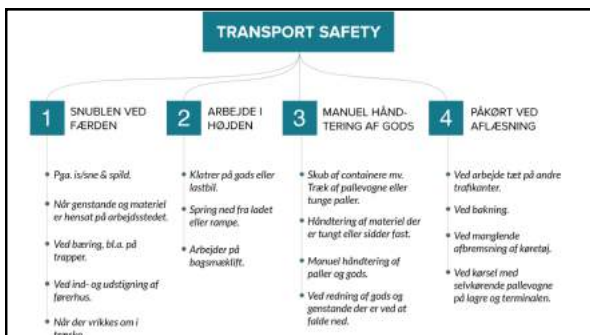 TRANSPORT SAFETY
1
SNUBLEN VED
FÆRDEN
Pga. is/sne & spild.
Når genstande og materiel
er hensat på arbejdsstedet.
Ved bæring, bl.a. på
trapper.
Ved ind- og udstigning af
førerhus.
Når der vrikkes om i
2
ARBEJDE I
HØJDEN
Klatrer på gods eller
lastbil.
Spring ned fra ladet
eller rampe.
Arbejder på
bagsmæklift.
3
MANUEL HÅND-
TERING AF GODS
Skub af containere mv.
Træk af pallevogne eller
tunge paller.
Håndtering af materiel der
er tungt eller sidder fast.
Manuel håndtering af
paller og gods.
Ved redning af gods og
genstande der er ved at
falde ned.
4
PÅKØRT VED
AFLÆSNING
Ved arbejde tæt på andre
trafikanter.
Ved bakning.
Ved manglende
afbremsning af køretøj.
Ved kørsel med
selvkørende pallevogne
på lagre og terminalen.